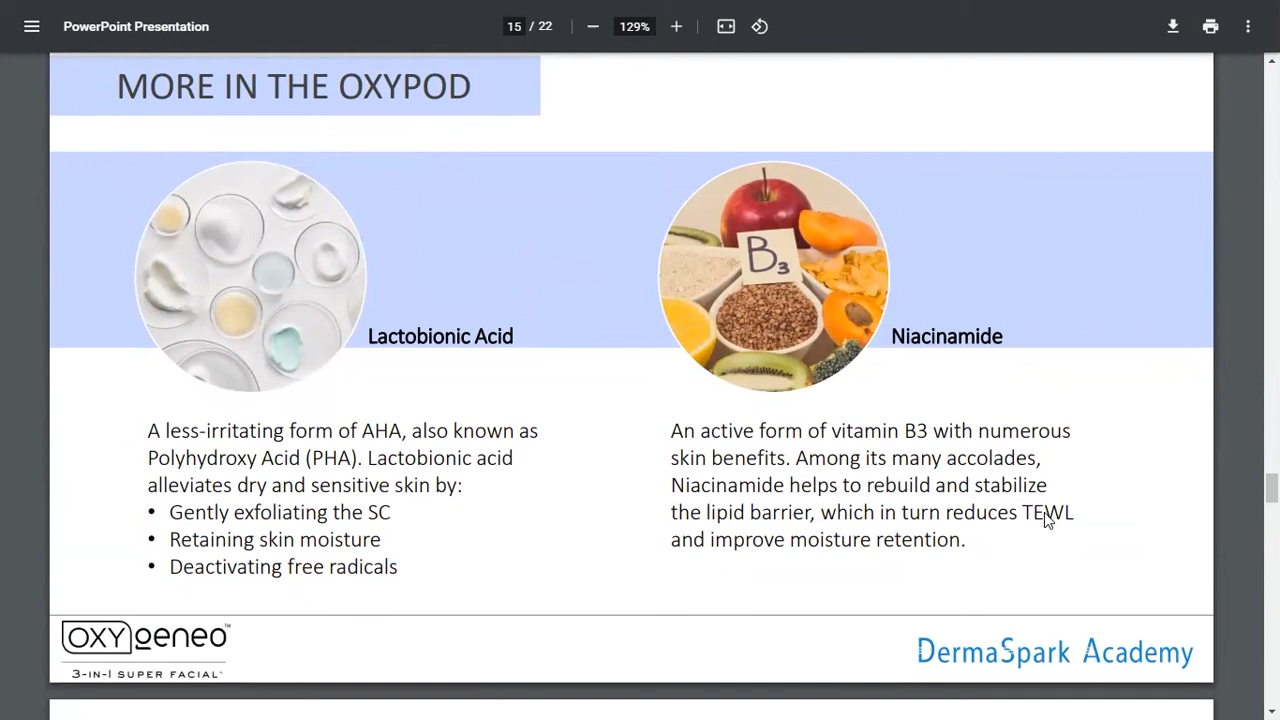 PowerPoint Presentation
15 / 22
129%
MORE IN THE OXYPOD
B3
Lactobionic Acid
Niacinamide
A less-irritating form of AHA, also known as
Polyhydroxy Acid (PHA). Lactobionic acid
alleviates dry and sensitive skin by:
• Gently exfoliating the SC
• Retaining skin moisture
• Deactivating free radicals
An active form of vitamin B3 with numerous
skin benefits. Among its many accolades,
Niacinamide helps to rebuild and stabilize
the lipid barrier, which in turn reduces TEWL
and improve moisture retention.
OXYgeneo™
3-IN-1 SUPER FACIAL
DermaSpark Academy